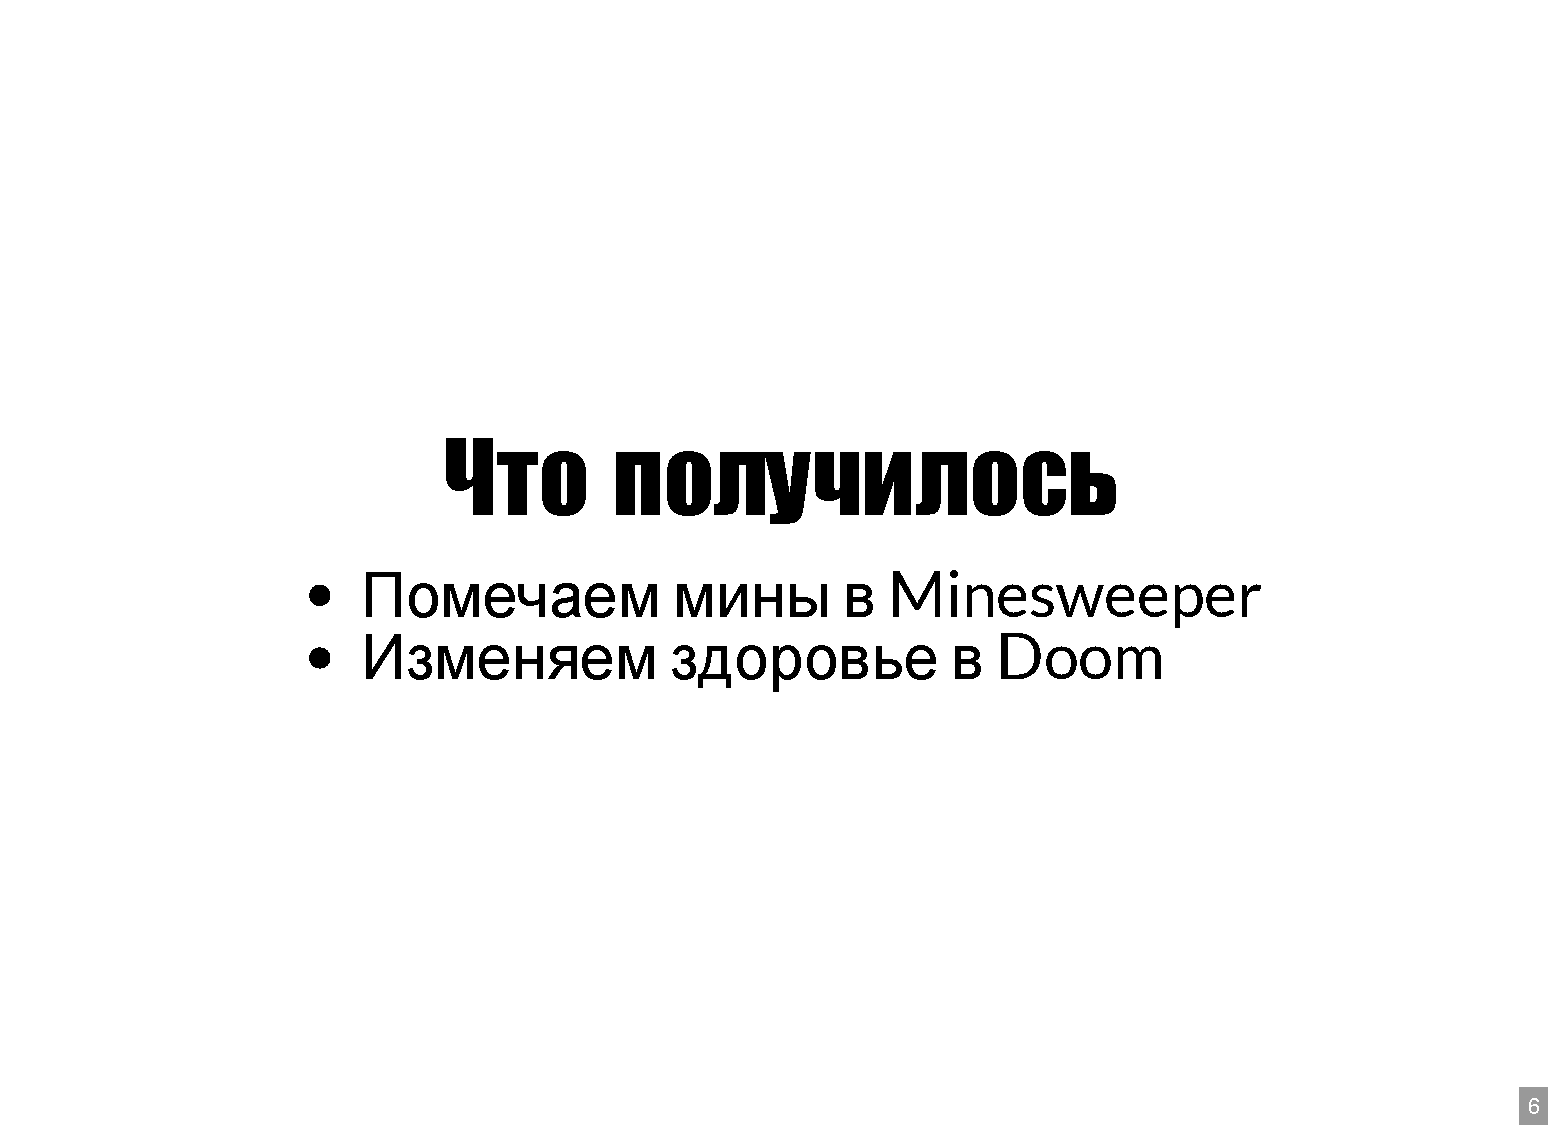 Что получилось
• Помечаем мины в Minesweeper
• Изменяем здоровье в Doom
6